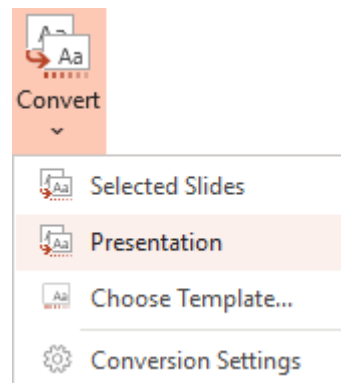 Aa
Convert
Selected Slides
Presentation
Choose Template...
Conversion Settings